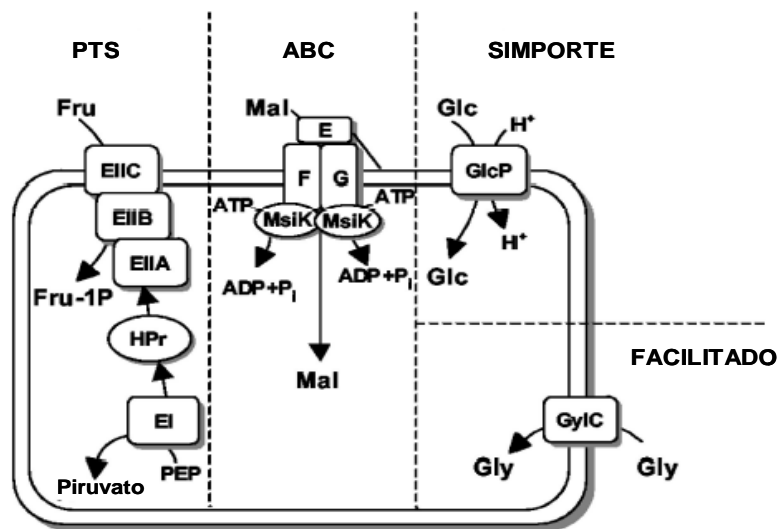 PTS
Fru
EIIC
EIIB
EIIA
Fru-1P
HPr
EI
PEP
Piruvato
ABC
Mal
E
F G
ATP ATP
MsiK MsiK
ADP+Pi ADP+Pi
Mal
SIMPORTE
Glc H+
GlcP
H+
Glc
FACILITADO
GylC
Gly Gly